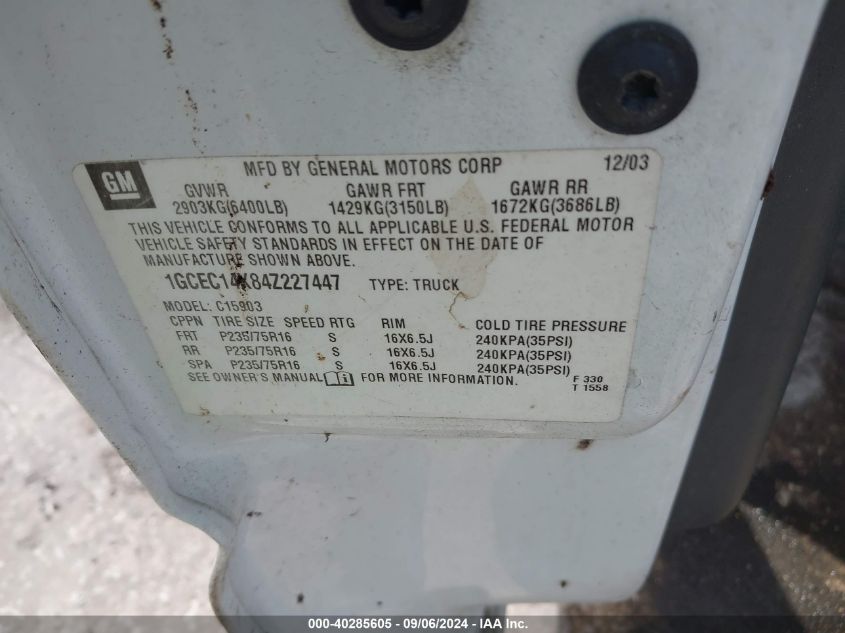 GM
MFD BY GENERAL MOTORS CORP 12/03
GVWR GAWR FRT GAWR RR
2903KG(6400LB) 1429KG(3150LB) 1672KG(3686LB)
THIS VEHICLE CONFORMS TO ALL APPLICABLE U.S. FEDERAL MOTOR
VEHICLE SAFETY STANDARDS IN EFFECT ON THE DATE OF
MANUFACTURE SHOWN ABOVE.
1GCEC14X84Z227447 TYPE: TRUCK
MODEL: C15903
CPPN TIRE SIZE SPEED RTG RIM COLD TIRE PRESSURE
FRT P235/75R16 S 16X6.5J 240KPA(35PSI)
RR P235/75R16 S 16X6.5J 240KPA(35PSI)
SPA P235/75R16 S 16X6.5J 240KPA(35PSI)
SEE OWNER'S MANUAL FOR MORE INFORMATION. F 330
T 1558
000-40285605 - 09/06/2024 - IAA Inc.